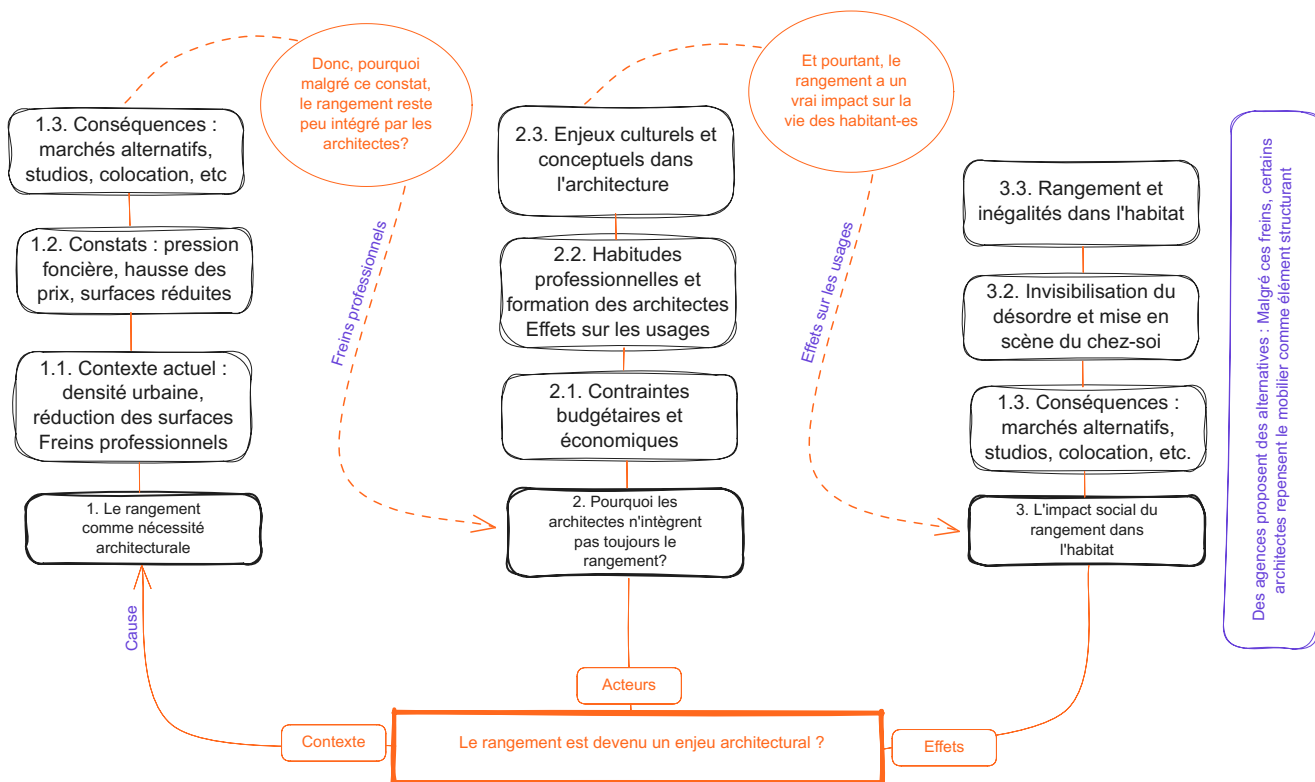 Donc, pourquoi
malgré ce constat,
le rangement reste
peu intégré par les
architectes?
Et pourtant, le
rangement a un
vrai impact sur la
vie des habitant-es
1.3. Conséquences :
marchés alternatifs,
studios, colocation, etc
1.2. Constats : pression
foncière, hausse des
prix, surfaces réduites
1.1. Contexte actuel :
densité urbaine,
réduction des surfaces
Freins professionnels
1. Le rangement
comme nécessité
architecturale
Cause
Freins professionnels
2.3. Enjeux culturels et
conceptuels dans
l'architecture
2.2. Habitudes
professionnelles et
formation des architectes
Effets sur les usages
2.1. Contraintes
budgétaires et
économiques
2. Pourquoi les
architectes n'intègrent
pas toujours le
rangement?
Effets sur les usages
3.3. Rangement et
inégalités dans l'habitat
3.2. Invisibilisation du
désordre et mise en
scène du chez-soi
1.3. Conséquences :
marchés alternatifs,
studios, colocation, etc.
3. L'impact social du
rangement dans
l'habitat
Des agences proposent des alternatives : Malgré ces freins, certains
architectes repensent le mobilier comme élément structurant
Acteurs
Contexte
Le rangement est devenu un enjeu architectural ?
Effets